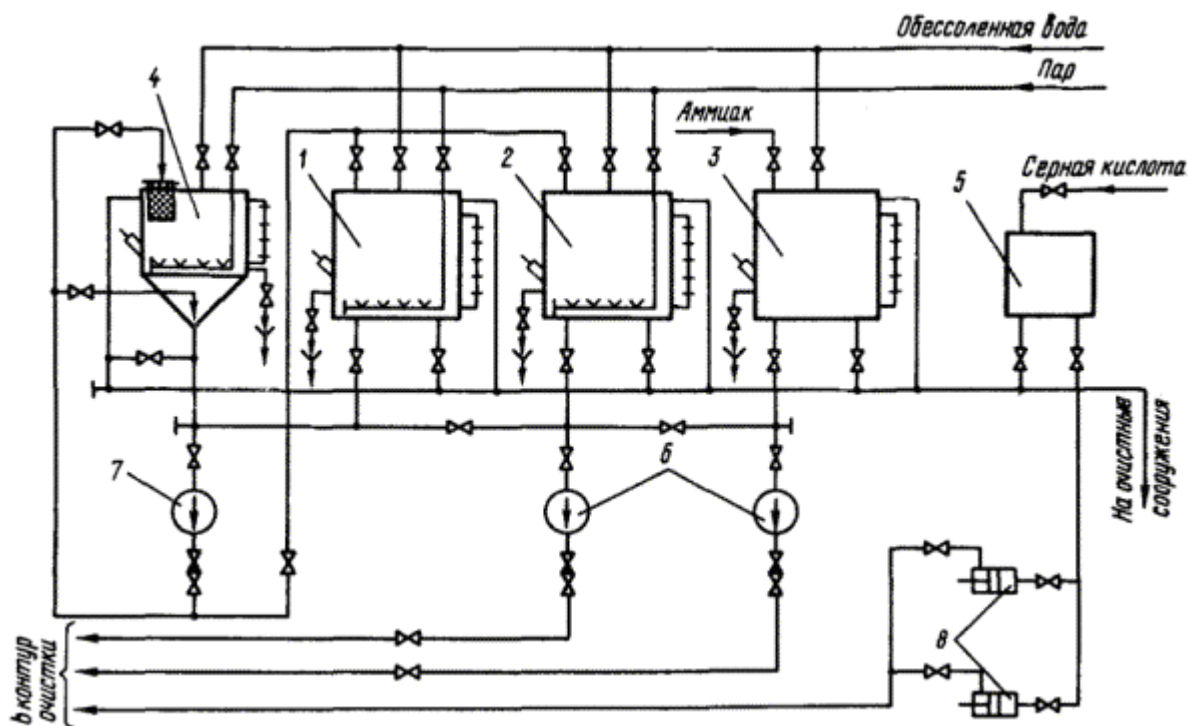 Обессоленная вода
Пар
Аммиак
Серная кислота
4
1
2
3
5
7
6
8
На очистные
сооружения
В контур
очистки